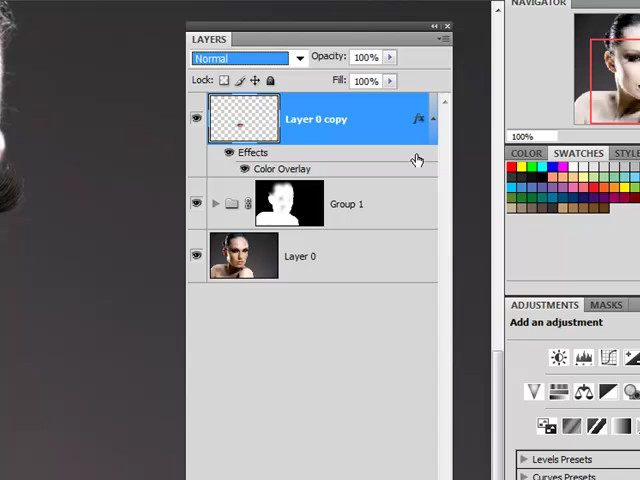 NAVIGATOR
LAYERS
Normal Opacity: 100%
Lock: Fill: 100%
Layer 0 copy fx
Effects
Color Overlay
Group 1
Layer 0
100%
COLOR SWATCHES STYLE
ADJUSTMENTS MASKS
Add an adjustment
Levels Presets
Curves Presets